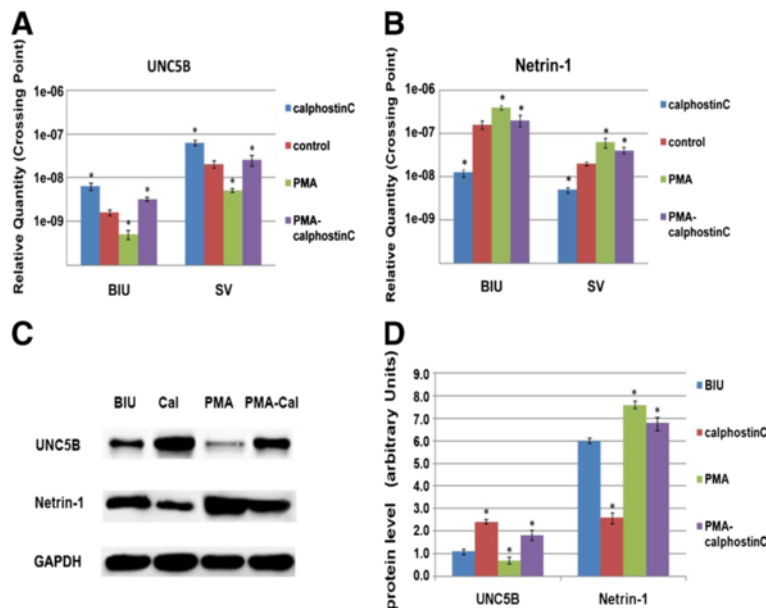 A
UNC5B
Relative Quantity (Crossing Point)
1e-06
1e-07
1e-08
1e-09
*
*
*
*
*
*
BIU
SV
calphostinC
control
PMA
PMA-
calphostinC
B
Netrin-1
Relative Quantity (Crossing Point)
1e-06
1e-07
1e-08
1e-09
*
*
*
*
*
*
BIU
SV
calphostinC
control
PMA
PMA-
calphostinC
C
BIU Cal PMA PMA-Cal
UNC5B
Netrin-1
GAPDH
D
protein level (arbitrary Units)
9.0
8.0
7.0
6.0
5.0
4.0
3.0
2.0
1.0
0.0
*
*
*
*
*
*
UNC5B
Netrin-1
BIU
calphostinC
PMA
PMA-
calphostinC